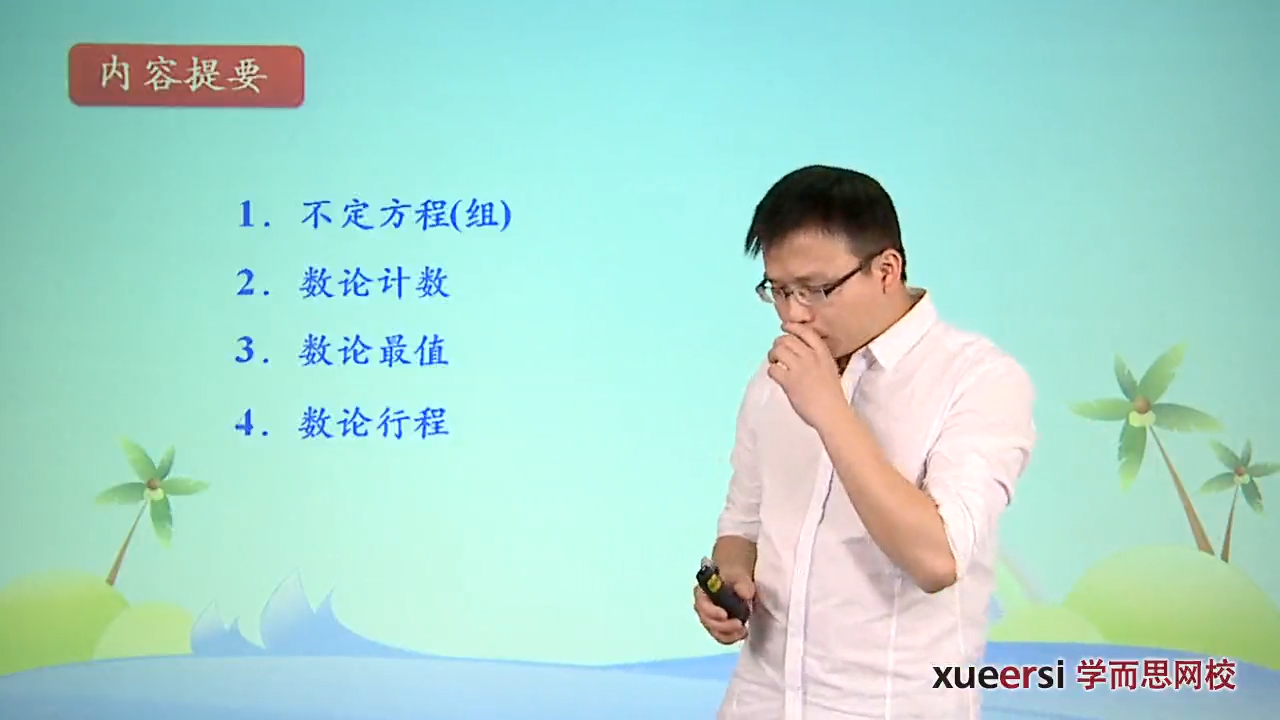 内容提要
1. 不定方程(组)
2. 数论计数
3. 数论最值
4. 数论行程
xueersi 学而思网校